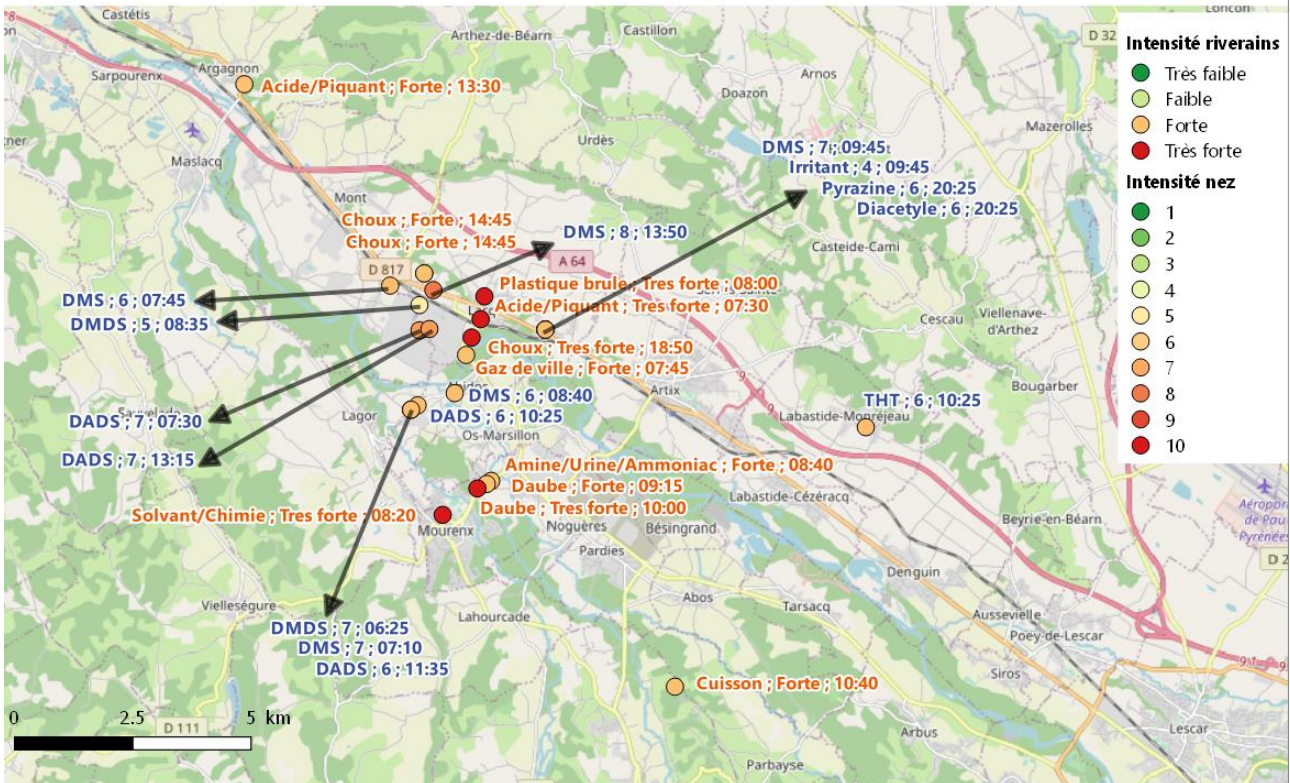 Castétis
Loncon
Arthez-de-Béarn
Castillon
D 32
Argagnon
Sarpourenx
Acide/Piquant ; Forte ; 13:30
Arnos
Doazon
Mazerolles
Urdès
Maslacq
DMS ; 7 ; 09:45
Irritant ; 4 ; 09:45
Pyrazine ; 6 ; 20:25
Diacetyle ; 6 ; 20:25
Mont
Choux ; Forte ; 14:45
Choux ; Forte ; 14:45
DMS ; 8 ; 13:50
Casteide-Cami
A 64
D 817
Plastique brule ; Tres forte ; 08:00
Acide/Piquant ; Tres forte ; 07:30
DMS ; 6 ; 07:45
DMDS ; 5 ; 08:35
Cescau
Viellenave-
d'Arthez
Choux ; Tres forte ; 18:50
Gaz de ville ; Forte ; 07:45
Bougarber
Artix
DMS ; 6 ; 08:40
DADS ; 6 ; 10:25
THT ; 6 ; 10:25
Labastide-Monréjeau
Sauvelade
Lagor
Abidos
DADS ; 7 ; 07:30
Os-Marsillon
DADS ; 7 ; 13:15
Amine/Urine/Ammoniac ; Forte ; 08:40
Daube ; Forte ; 09:15
Daube ; Tres forte ; 10:00
Labastide-Cézéracq
Solvant/Chimie ; Tres forte ; 08:20
Mourenx
Noguères
Bésingrand
Pardies
Beyrie-en-Béarn
Aéroport
de Pau
Pyrénées
D 2
Denguin
Vielleségure
Lahourcade
Abos
Tarsacq
Aussevielle
Poey-de-Lescar
DMDS ; 7 ; 06:25
DMS ; 7 ; 07:10
DADS ; 6 ; 11:35
Siros
Cuisson ; Forte ; 10:40
Lescar
Arbus
Parbayse
D 111
0 2.5 5 km
Intensité riverains
Très faible
Faible
Forte
Très forte
Intensité nez
1
2
3
4
5
6
7
8
9
10